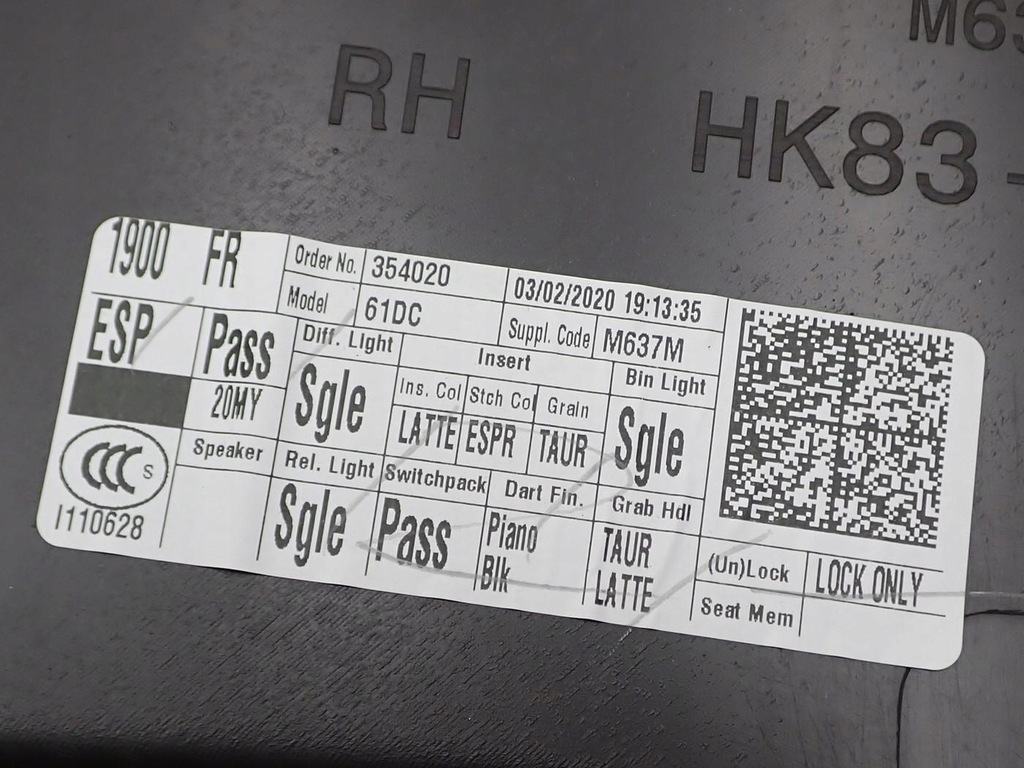 M63
RH
HK83 -
1900 FR
Order No. 354020
03/02/2020 19:13:35
Model 61DC
Suppl. Code M637M
ESP
Pass
20MY
Diff. Light
Sgle
Insert
Ins. Col
Stch Col
Grain
LATTE
ESPR
TAUR
Bin Light
Sgle
CCC S
I110628
Speaker
Rel. Light
Sgle
Switchpack
Pass
Dart Fin.
Piano
Blk
Grab Hdl
TAUR
LATTE
(Un)Lock
LOCK ONLY
Seat Mem